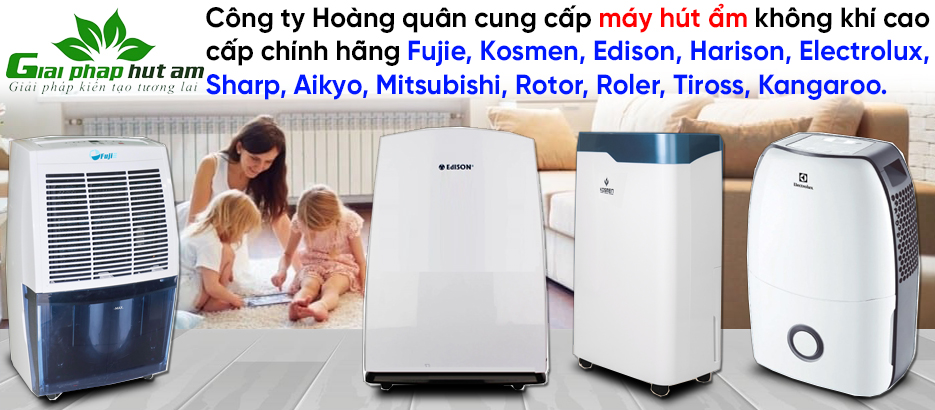 Công ty Hoàng quân cung cấp máy hút ẩm không khí cao
cấp chính hãng Fujie, Kosmen, Edison, Harison, Electrolux,
Sharp, Aikyo, Mitsubishi, Rotor, Roler, Tiross, Kangaroo.
Giai phap hut am
Giải pháp kiến tạo tương lai
FujiE
EDISON
KOSMEN
Electrolux